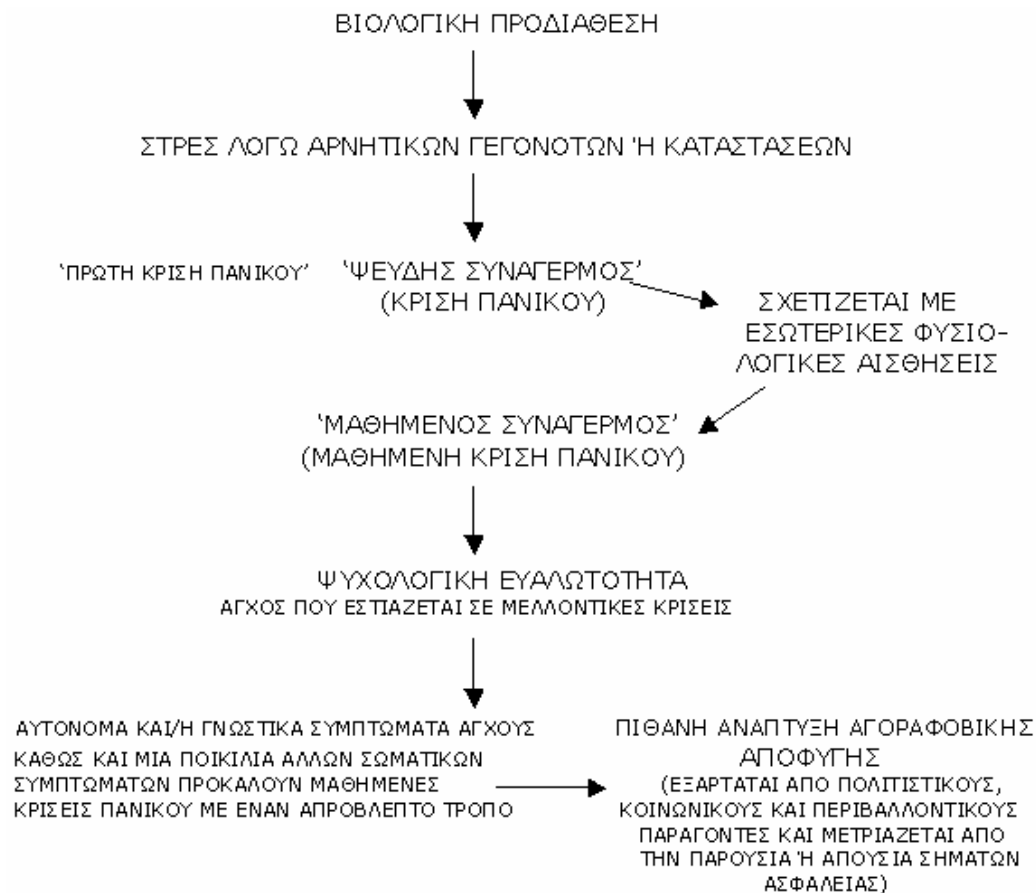 ΒΙΟΛΟΓΙΚΗ ΠΡΟΔΙΑΘΕΣΗ
ΣΤΡΕΣ ΛΟΓΩ ΑΡΝΗΤΙΚΩΝ ΓΕΓΟΝΟΤΩΝ Ή ΚΑΤΑΣΤΑΣΕΩΝ
'ΠΡΩΤΗ ΚΡΙΣΗ ΠΑΝΙΚΟΥ'
'ΨΕΥΔΗΣ ΣΥΝΑΓΕΡΜΟΣ'
(ΚΡΙΣΗ ΠΑΝΙΚΟΥ)
ΣΧΕΤΙΖΕΤΑΙ ΜΕ
ΕΣΩΤΕΡΙΚΕΣ ΦΥΣΙΟ-
ΛΟΓΙΚΕΣ ΑΙΣΘΗΣΕΙΣ
'ΜΑΘΗΜΕΝΟΣ ΣΥΝΑΓΕΡΜΟΣ'
(ΜΑΘΗΜΕΝΗ ΚΡΙΣΗ ΠΑΝΙΚΟΥ)
ΨΥΧΟΛΟΓΙΚΗ ΕΥΑΛΩΤΟΤΗΤΑ
ΑΓΧΟΣ ΠΟΥ ΕΣΤΙΑΖΕΤΑΙ ΣΕ ΜΕΛΛΟΝΤΙΚΕΣ ΚΡΙΣΕΙΣ
ΑΥΤΟΝΟΜΑ ΚΑΙ/Η ΓΝΩΣΤΙΚΑ ΣΥΜΠΤΩΜΑΤΑ ΑΓΧΟΥΣ
ΚΑΘΩΣ ΚΑΙ ΜΙΑ ΠΟΙΚΙΛΙΑ ΑΛΛΩΝ ΣΩΜΑΤΙΚΩΝ
ΣΥΜΠΤΩΜΑΤΩΝ ΠΡΟΚΑΛΟΥΝ ΜΑΘΗΜΕΝΕΣ
ΚΡΙΣΕΙΣ ΠΑΝΙΚΟΥ ΜΕ ΕΝΑΝ ΑΠΡΟΒΛΕΠΤΟ ΤΡΟΠΟ
ΠΙΘΑΝΗ ΑΝΑΠΤΥΞΗ ΑΓΟΡΑΦΟΒΙΚΗΣ
ΑΠΟΦΥΓΗΣ
(ΕΞΑΡΤΑΤΑΙ ΑΠΟ ΠΟΛΙΤΙΣΤΙΚΟΥΣ,
ΚΟΙΝΩΝΙΚΟΥΣ ΚΑΙ ΠΕΡΙΒΑΛΛΟΝΤΙΚΟΥΣ
ΠΑΡΑΓΟΝΤΕΣ ΚΑΙ ΜΕΤΡΙΑΖΕΤΑΙ ΑΠΟ
ΤΗΝ ΠΑΡΟΥΣΙΑ Ή ΑΠΟΥΣΙΑ ΣΗΜΑΤΩΝ
ΑΣΦΑΛΕΙΑΣ)